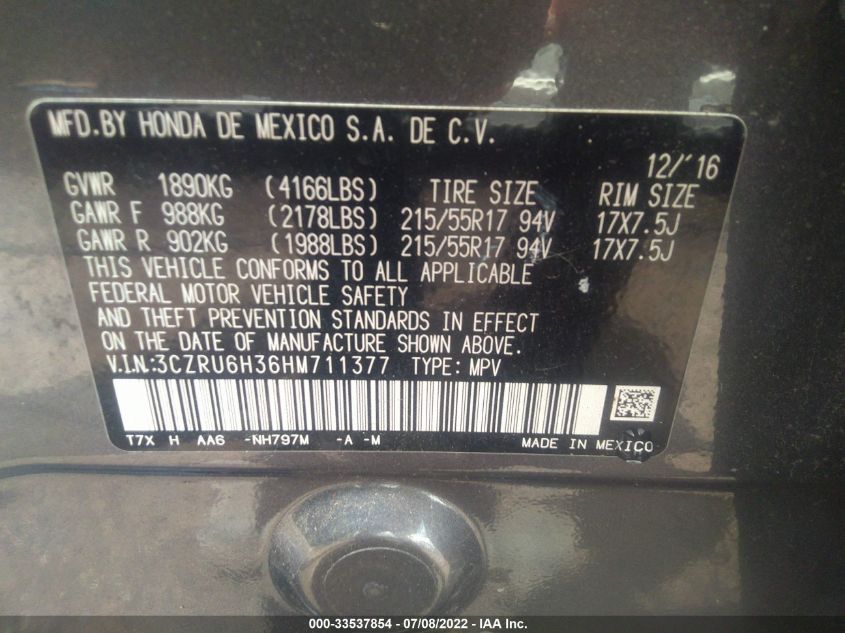 MFD.BY HONDA DE MEXICO S.A. DE C.V.
12/'16
GVWR 1890KG (4166LBS) TIRE SIZE RIM SIZE
GAWR F 988KG (2178LBS) 215/55R17 94V 17X7.5J
GAWR R 902KG (1988LBS) 215/55R17 94V 17X7.5J
THIS VEHICLE CONFORMS TO ALL APPLICABLE
FEDERAL MOTOR VEHICLE SAFETY
AND THEFT PREVENTION STANDARDS IN EFFECT
ON THE DATE OF MANUFACTURE SHOWN ABOVE.
V.I.N:3CZRU6H36HM711377 TYPE: MPV
T7X H AA6 -NH797M -A -M MADE IN MEXICO
000-33537854 - 07/08/2022 - IAA Inc.